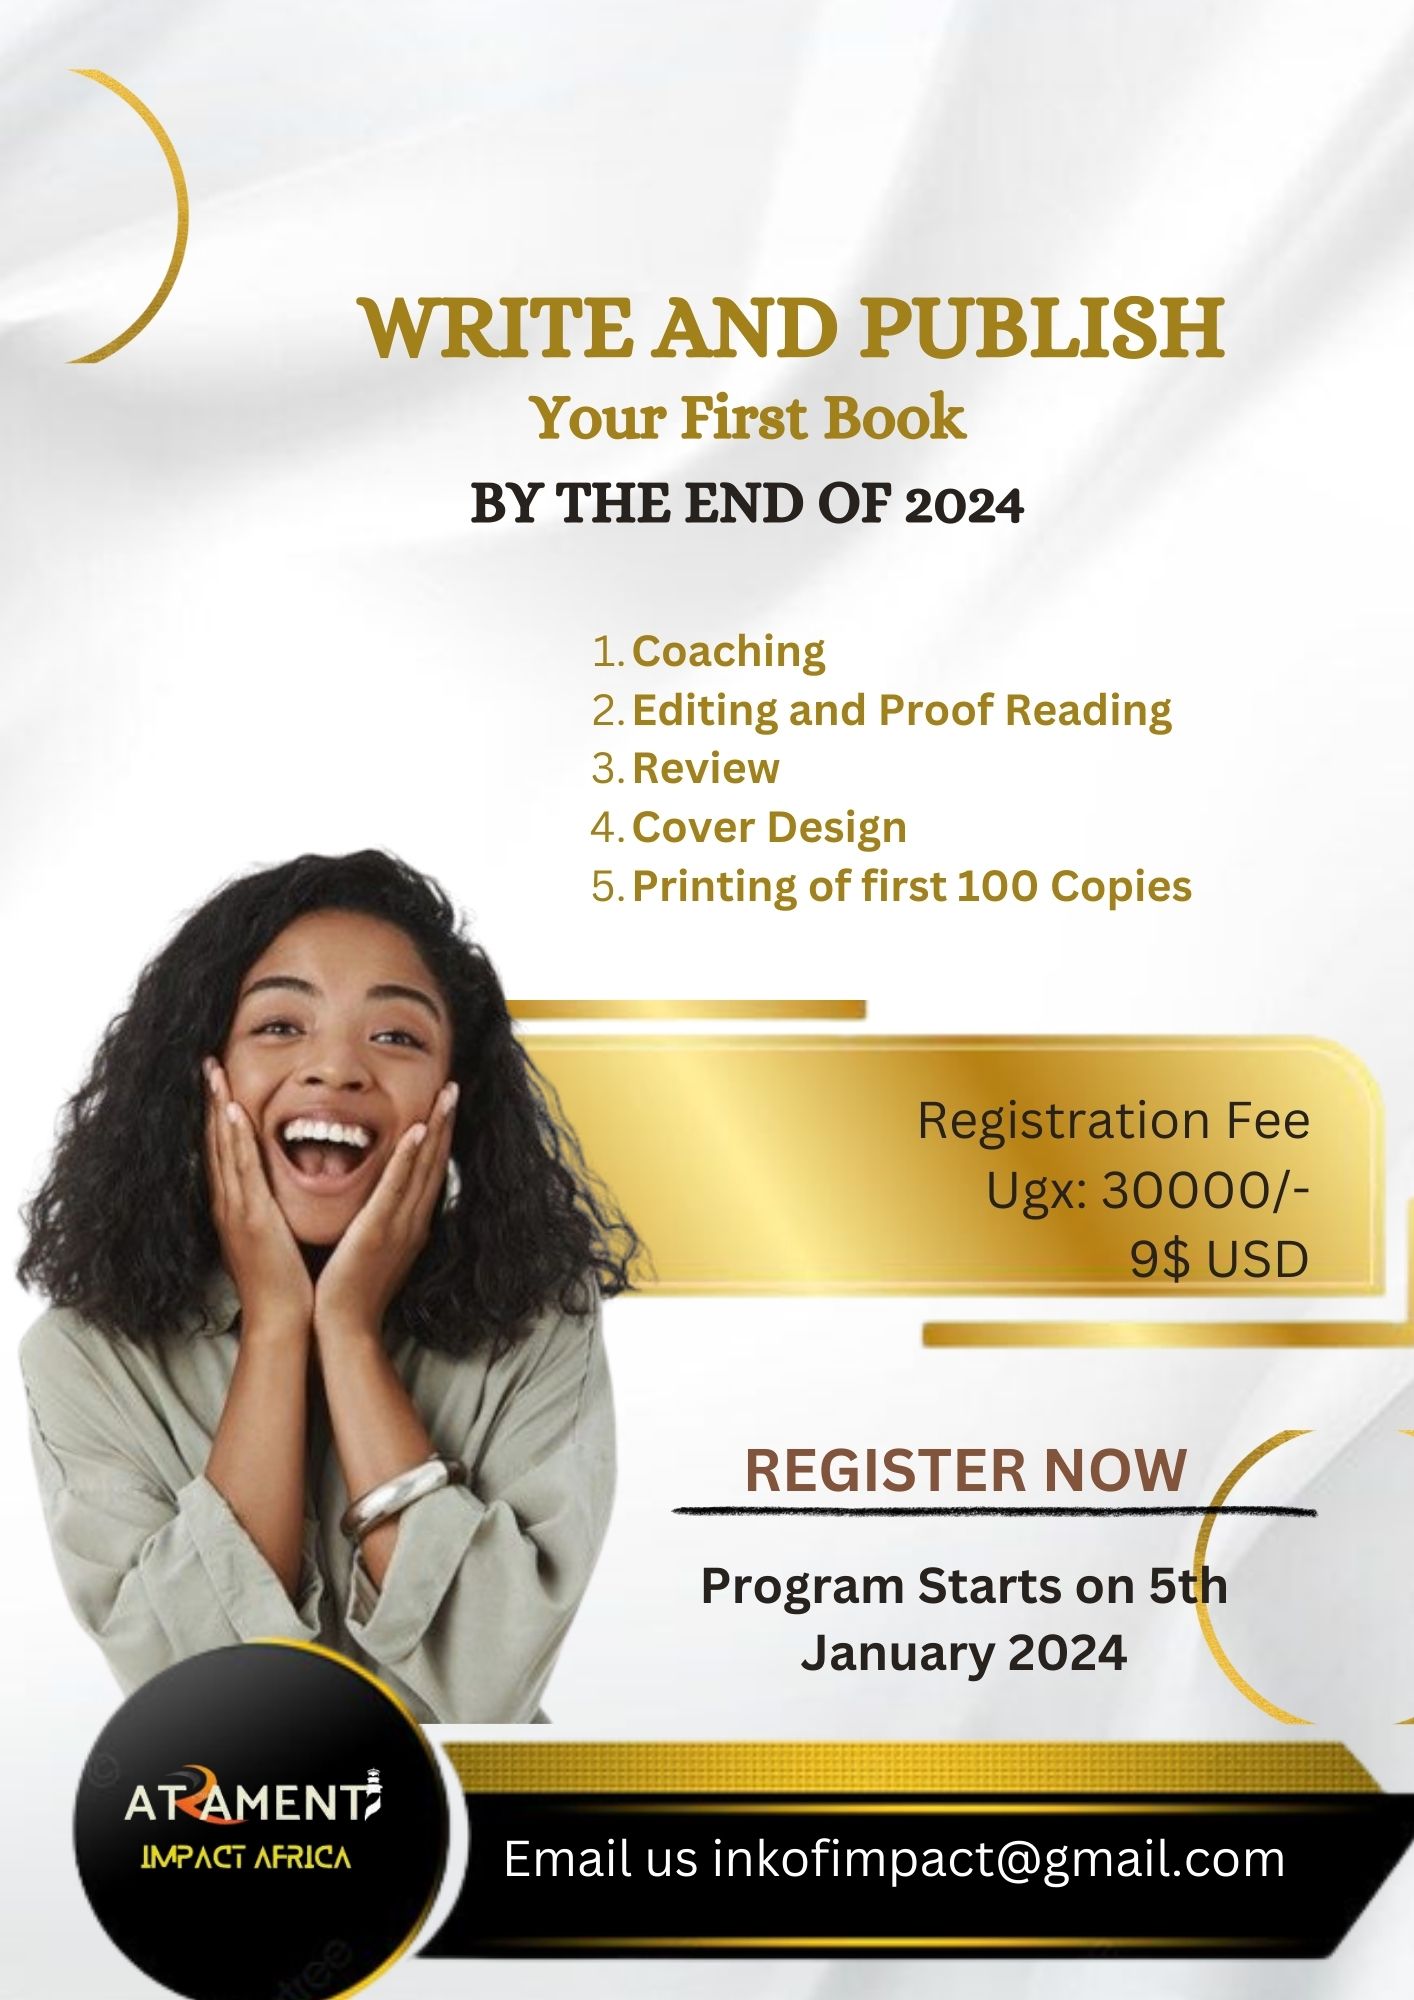 WRITE AND PUBLISH
Your First Book
BY THE END OF 2024
1. Coaching
2. Editing and Proof Reading
3. Review
4. Cover Design
5. Printing of first 100 Copies
Registration Fee
Ugx: 30000/-
9$ USD
REGISTER NOW
Program Starts on 5th
January 2024
ATRAMENTI
IMPACT AFRICA
Email us inkofimpact@gmail.com